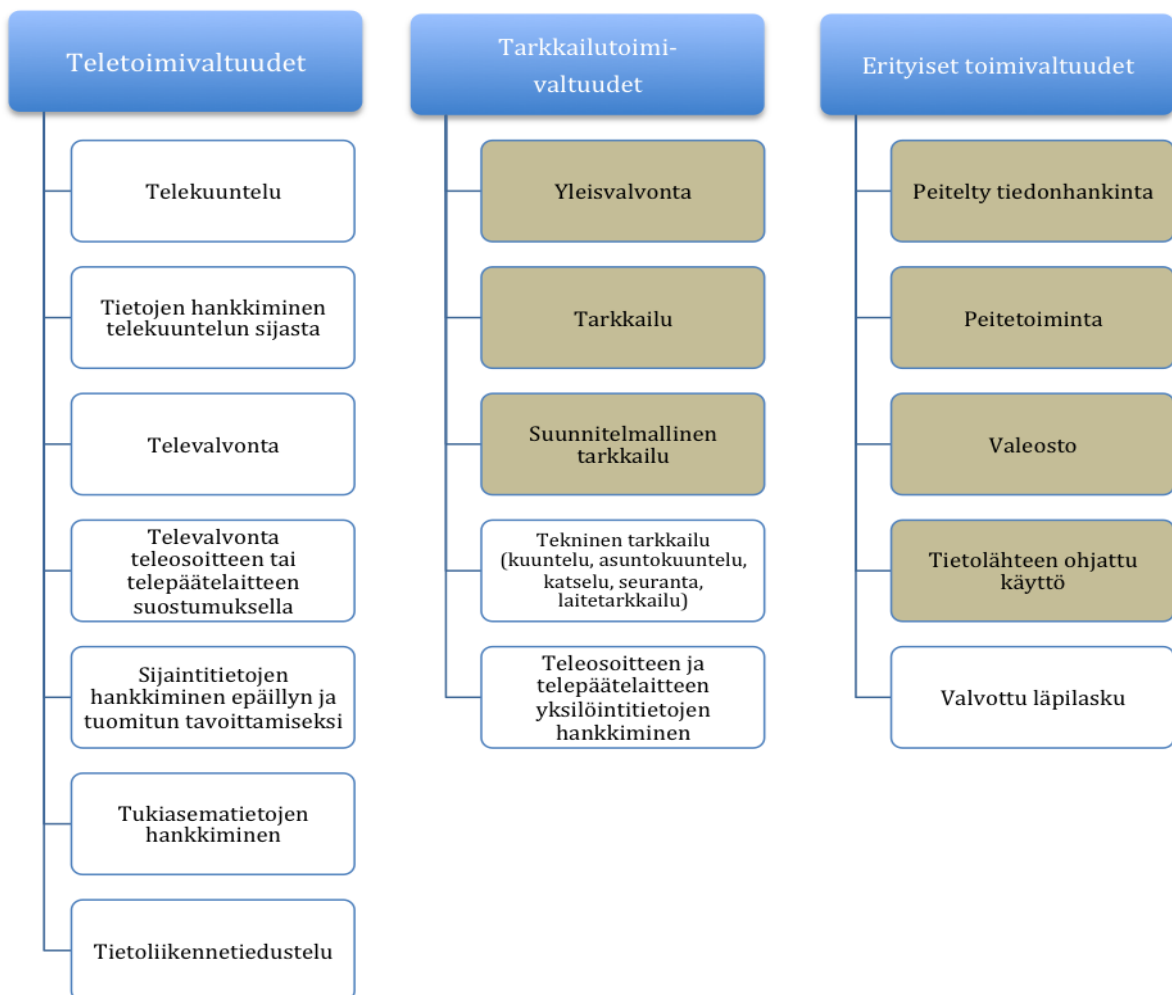 Teletoimivaltuudet
Telekuuntelu
Tietojen hankkiminen
telekuuntelun sijasta
Televalvonta
Televalvonta
teleosoitteen tai
telepäätelaitteen
suostumuksella
Sijaintitietojen
hankkiminen epäillyn ja
tuomitun tavoittamiseksi
Tukiasematietojen
hankkiminen
Tietoliikennetiedustelu
Tarkkailutoimi-
valtuudet
Yleisvalvonta
Tarkkailu
Suunnitelmallinen
tarkkailu
Tekninen tarkkailu
(kuuntelu, asuntokuuntelu,
katselu, seuranta,
laitetarkkailu)
Teleosoitteen ja
telepäätelaitteen
yksilöintitietojen
hankkiminen
Erityiset toimivaltuudet
Peitelty tiedonhankinta
Peitetoiminta
Valeosto
Tietolähteen ohjattu
käyttö
Valvottu läpilasku